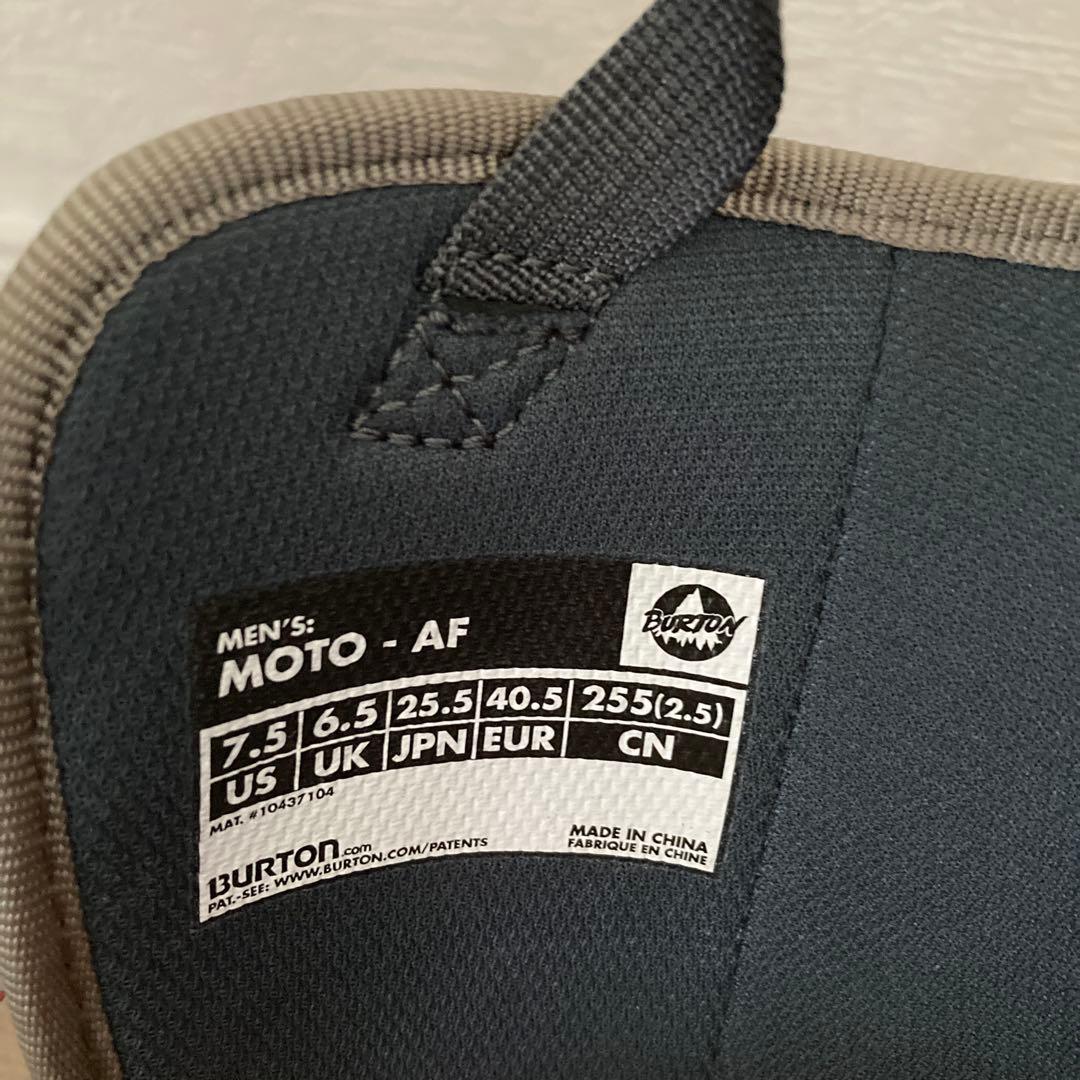 MEN'S:
MOTO - AF
BURTON
7.5 6.5 25.5 40.5 255(2.5)
US UK JPN EUR CN
MAT. #10437104
BURTON.com
PAT.-SEE: WWW.BURTON.COM/PATENTS
MADE IN CHINA
FABRIQUE EN CHINE